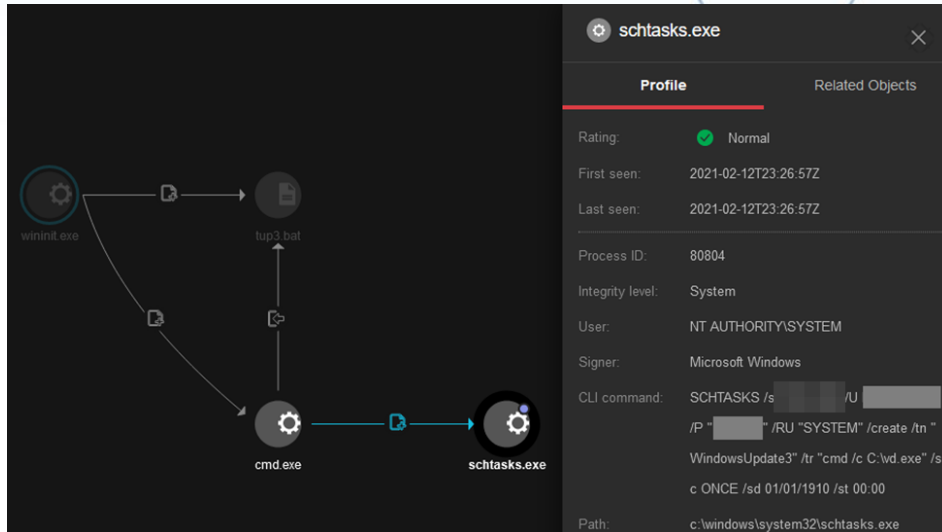 schtasks.exe
Profile
Related Objects
Rating: Normal
First seen: 2021-02-12T23:26:57Z
Last seen: 2021-02-12T23:26:57Z
Process ID: 80804
Integrity level: System
User: NT AUTHORITY\SYSTEM
Signer: Microsoft Windows
CLI command: SCHTASKS /s /U
/P " " /RU "SYSTEM" /create /tn "
WindowsUpdate3" /tr "cmd /c C:\vd.exe" /s
c ONCE /sd 01/01/1910 /st 00:00
Path: c:\windows\system32\schtasks.exe
wininit.exe
tup3.bat
cmd.exe
schtasks.exe